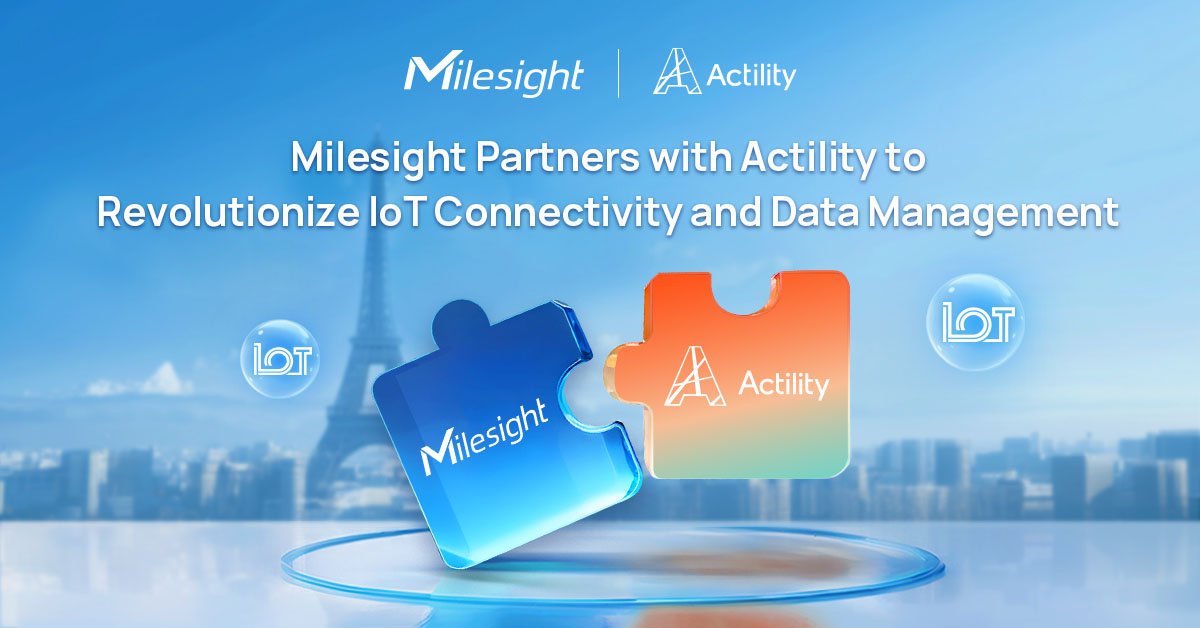 Milesight | Actility
Milesight Partners with Actility to
Revolutionize IoT Connectivity and Data Management
IoT
IoT
Milesight
Actility